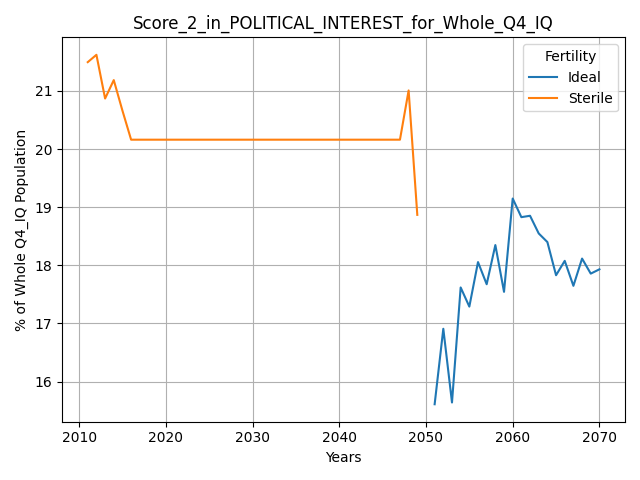 Score_2_in_POLITICAL_INTEREST_for_Whole_Q4_IQ
% of Whole Q4_IQ Population
21
20
19
18
17
16
Fertility
Ideal
Sterile
2010 2020 2030 2040 2050 2060 2070
Years